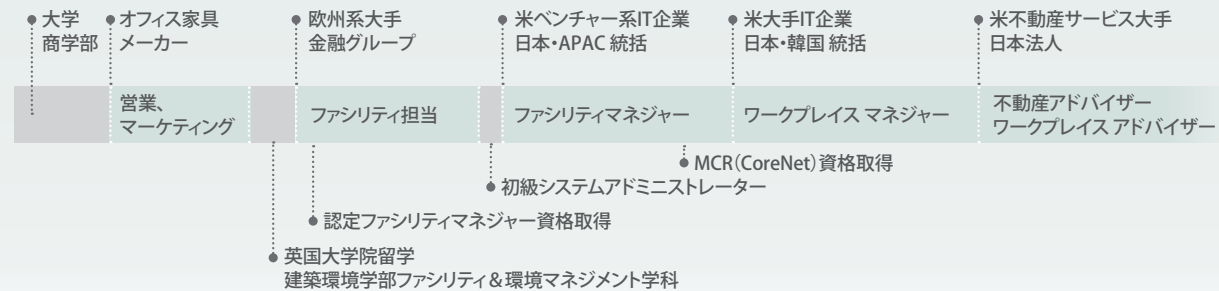 大学
商学部
オフィス家具
メーカー
欧州系大手
金融グループ
米ベンチャー系IT企業
日本・APAC 統括
米大手IT企業
日本・韓国 統括
米不動産サービス大手
日本法人
営業、
マーケティング
ファシリティ担当
ファシリティマネジャー
ワークプレイス マネジャー
不動産アドバイザー
ワークプレイス アドバイザー
MCR(CoreNet)資格取得
初級システムアドミニストレーター
認定ファシリティマネジャー資格取得
英国大学院留学
建築環境学部ファシリティ&環境マネジメント学科